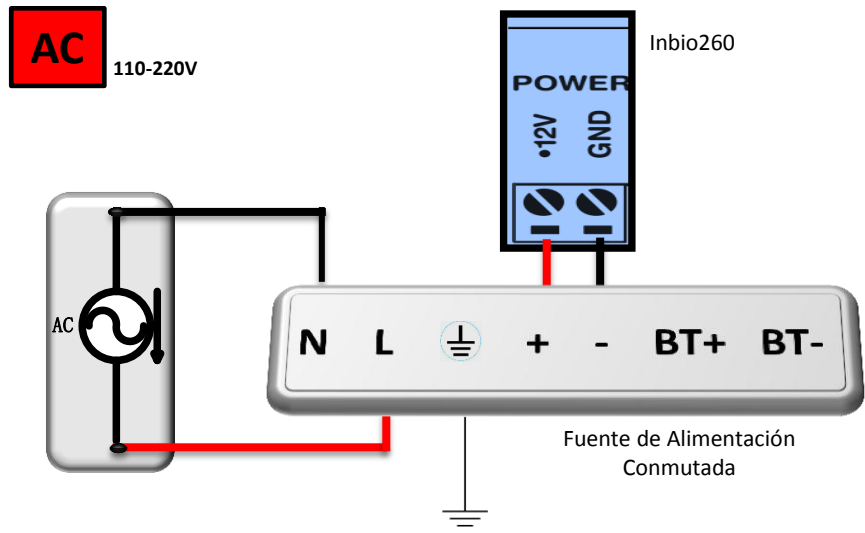 AC
110-220V
Inbio260
POWER
•12V
GND
AC
N L + - BT+ BT-
Fuente de Alimentación
Conmutada